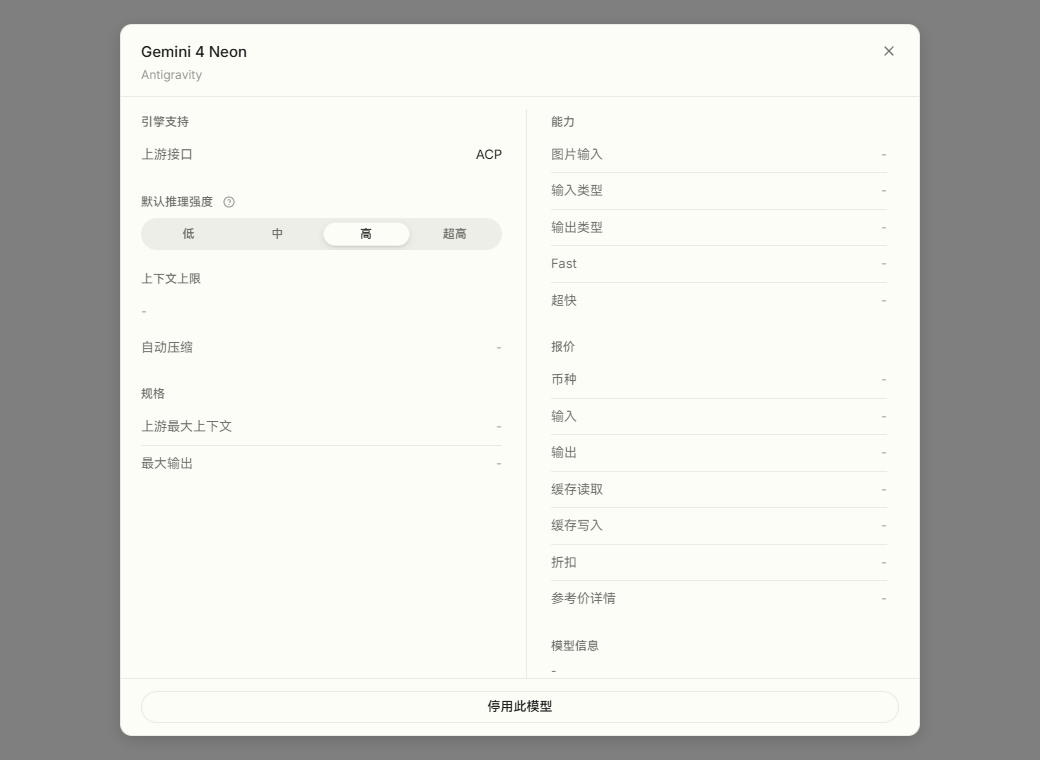 Gemini 4 Neon
Antigravity
引擎支持
上游接口 ACP
默认推理强度
低 中 高 超高
上下文上限
-
自动压缩 -
规格
上游最大上下文 -
最大输出 -
能力
图片输入 -
输入类型 -
输出类型 -
Fast -
超快 -
报价
币种 -
输入 -
输出 -
缓存读取 -
缓存写入 -
折扣 -
参考价详情 -
模型信息
-
停用此模型